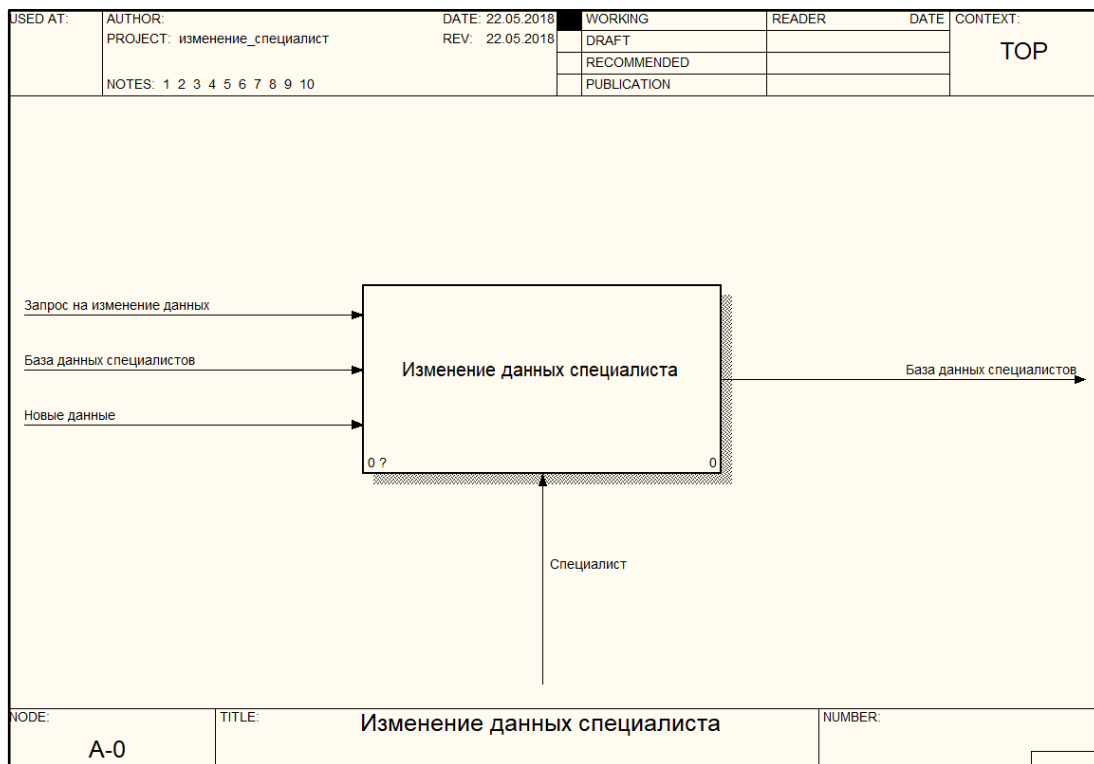 USED AT:
AUTHOR:
DATE: 22.05.2018
WORKING
READER
DATE
CONTEXT:
PROJECT: изменение_специалист
REV: 22.05.2018
DRAFT
TOP
RECOMMENDED
NOTES: 1 2 3 4 5 6 7 8 9 10
PUBLICATION
Запрос на изменение данных
База данных специалистов
Изменение данных специалиста
База данных специалистов
Новые данные
0 ?
0
Специалист
NODE:
TITLE:
Изменение данных специалиста
NUMBER:
A-0